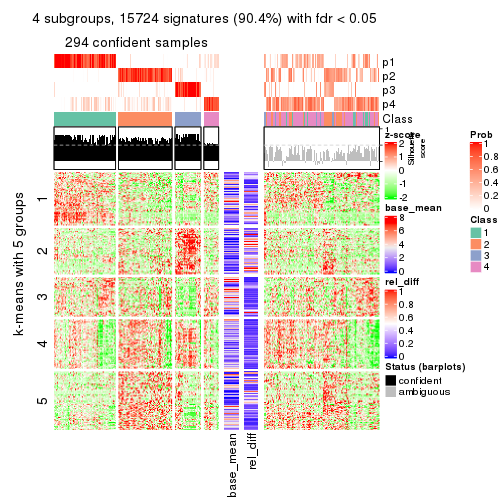 4 subgroups, 15724 signatures (90.4%) with fdr < 0.05
294 confident samples
p1
p2
p3
p4
Class
1
Silhouette
score
z-score
2
1
0
-1
-2
Prob
1
0.8
0.6
0.4
0.2
0
base_mean
8
6
4
2
0
Class
1
2
3
4
rel_diff
1
0.8
0.6
0.4
0.2
0
Status (barplots)
confident
ambiguous
k-means with 5 groups
1
2
3
4
5
base_mean
rel_diff